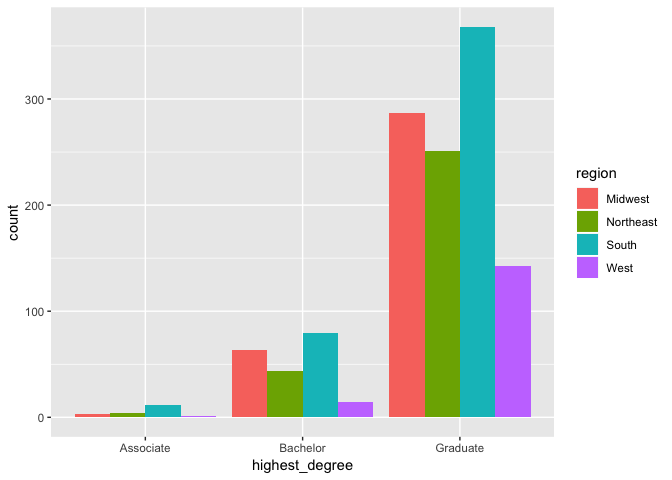 count
300
200
100
0
Associate
Bachelor
Graduate
highest_degree
region
Midwest
Northeast
South
West